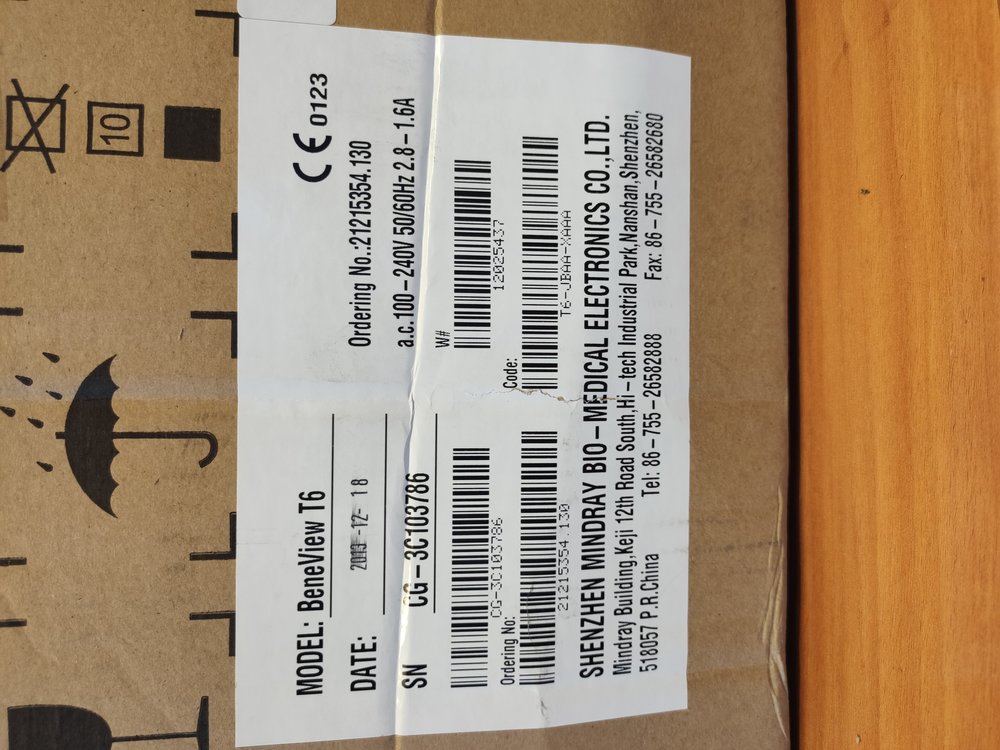 10
CE 0123
MODEL: BeneView T6
DATE: 2013-12-18
Ordering No.:21215354.130
SN CG-3C103786
a.c.100-240V 50/60Hz 2.8-1.6A
CG-3C103786
W#
12025437
Ordering No:
21215354.130
Code:
T6-JBAA-XAAA
SHENZHEN MINDRAY BIO-MEDICAL ELECTRONICS CO.,LTD.
Mindray Building,Keji 12th Road South,Hi-tech Industrial Park,Nanshan,Shenzhen,
518057 P.R.China Tel: 86-755-26582888 Fax: 86-755-26582680